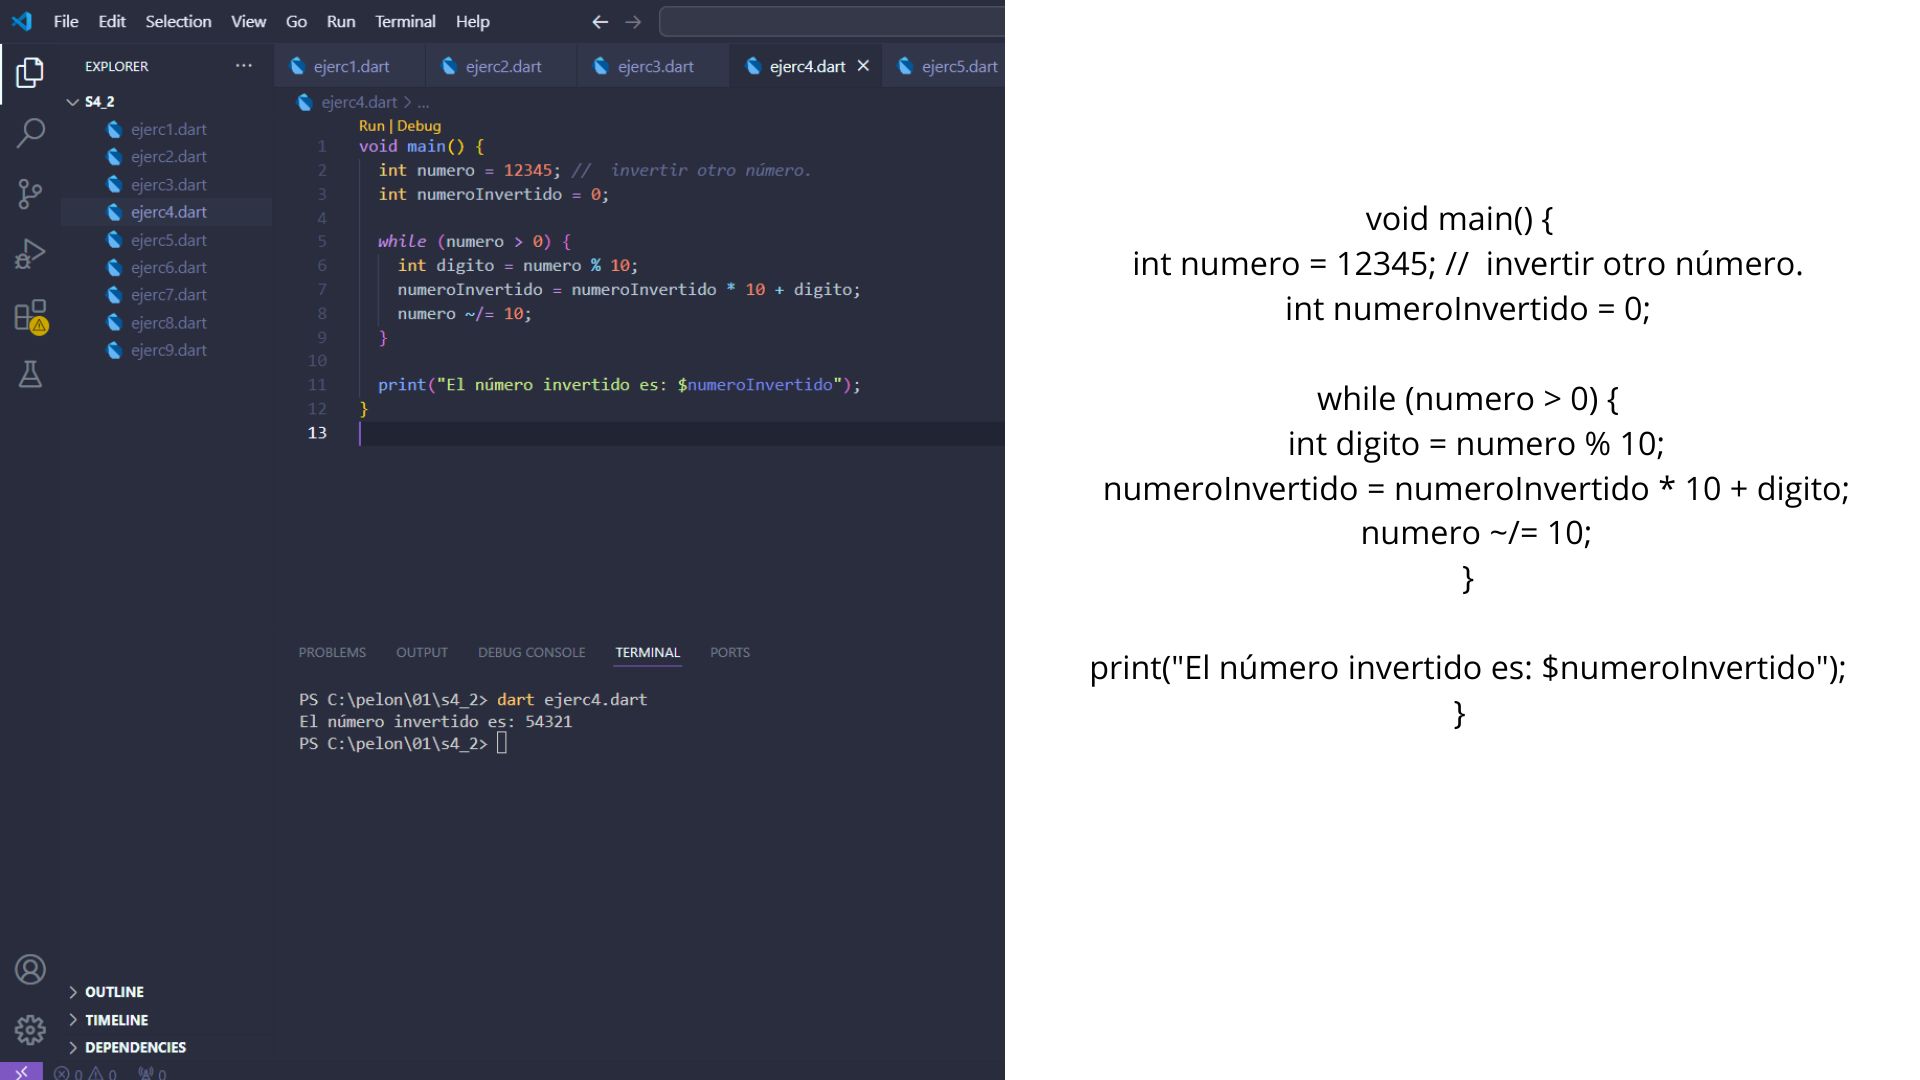 File Edit Selection View Go Run Terminal Help
EXPLORER ...
S4_2
ejerc1.dart
ejerc2.dart
ejerc3.dart
ejerc4.dart
ejerc5.dart
ejerc6.dart
ejerc7.dart
ejerc8.dart
ejerc9.dart
OUTLINE
TIMELINE
DEPENDENCIES
0 0 0
ejerc1.dart ejerc2.dart ejerc3.dart ejerc4.dart ejerc5.dart
ejerc4.dart > ...
Run | Debug
1 void main() {
2 int numero = 12345; //  invertir otro número.
3 int numeroInvertido = 0;
4
5 while (numero > 0) {
6 int digito = numero % 10;
7 numeroInvertido = numeroInvertido * 10 + digito;
8 numero ~/= 10;
9 }
10
11 print("El número invertido es: $numeroInvertido");
12 }
13
PROBLEMS OUTPUT DEBUG CONSOLE TERMINAL PORTS
PS C:\pelon\01\s4_2> dart ejerc4.dart
El número invertido es: 54321
PS C:\pelon\01\s4_2>
void main() {
int numero = 12345; //  invertir otro número.
int numeroInvertido = 0;
while (numero > 0) {
int digito = numero % 10;
numeroInvertido = numeroInvertido * 10 + digito;
numero ~/= 10;
}
print("El número invertido es: $numeroInvertido");
}